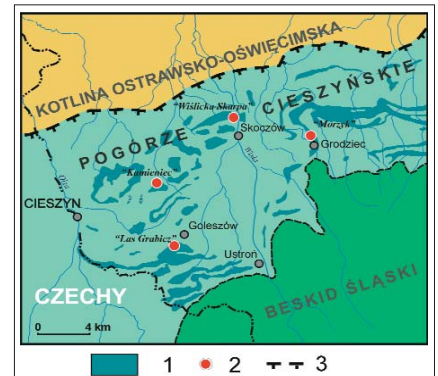 KOTLINA OSTRAWSKO-OŚWIĘCIMSKA
POGÓRZE CIESZYŃSKIE
"Wiślicka Skarpa"
Skoczów
"Morzyk"
Grodziec
Wisła
"Kamieniec"
Olza
CIESZYN
Goleszów
"Las Grabicz"
Ustroń
CZECHY
BESKID ŚLĄSKI
0 4 km
1 2 3